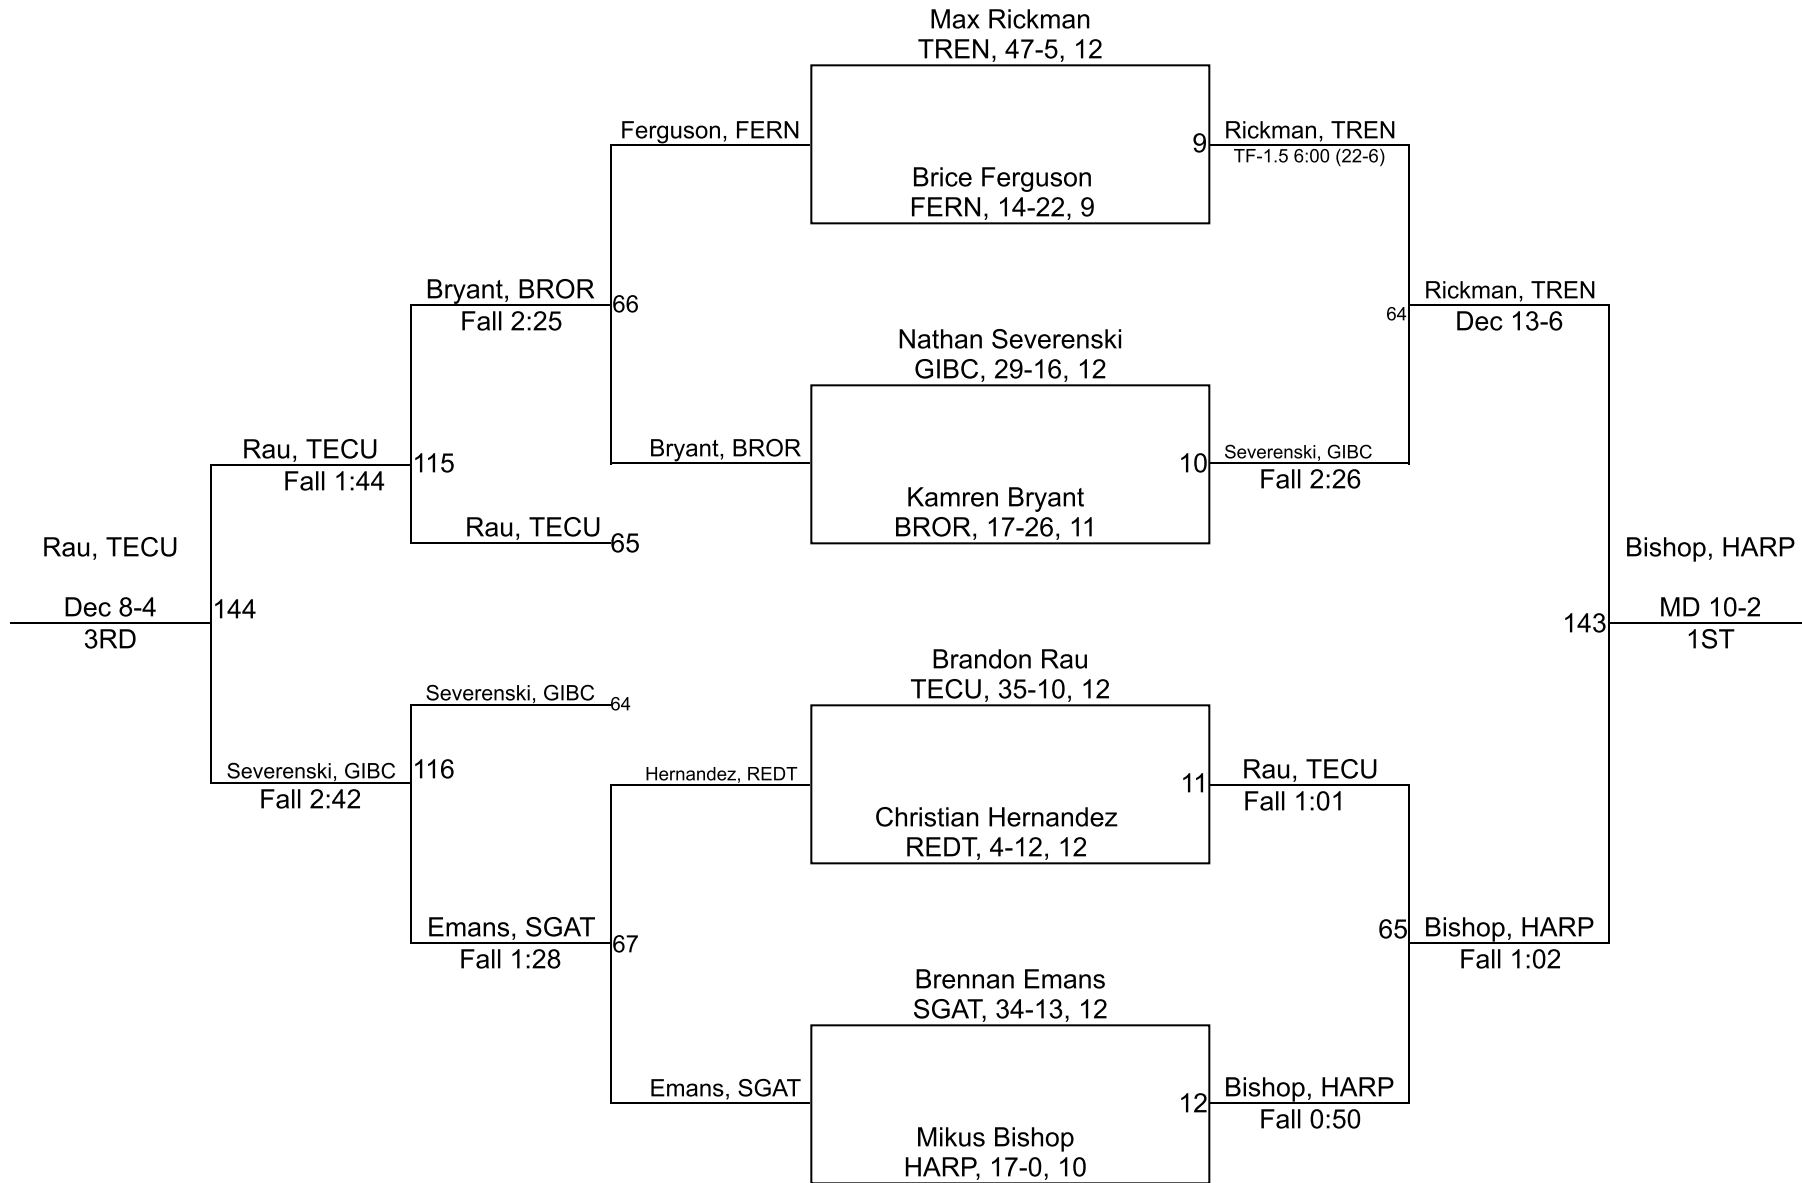 Max Rickman
TREN, 47-5, 12
Ferguson, FERN
9
Rickman, TREN
TF-1.5 6:00 (22-6)
Brice Ferguson
FERN, 14-22, 9
Bryant, BROR
66
Fall 2:25
Rickman, TREN
64
Dec 13-6
Nathan Severenski
GIBC, 29-16, 12
Rau, TECU
115
Fall 1:44
Bryant, BROR
10
Severenski, GIBC
Fall 2:26
Kamren Bryant
BROR, 17-26, 11
Rau, TECU
65
Rau, TECU
Dec 8-4
144
3RD
Bishop, HARP
143
MD 10-2
1ST
Brandon Rau
TECU, 35-10, 12
Severenski, GIBC
64
Severenski, GIBC
116
Fall 2:42
Hernandez, REDT
11
Rau, TECU
Fall 1:01
Christian Hernandez
REDT, 4-12, 12
Emans, SGAT
67
Fall 1:28
65
Bishop, HARP
Fall 1:02
Brennan Emans
SGAT, 34-13, 12
Emans, SGAT
12
Bishop, HARP
Fall 0:50
Mikus Bishop
HARP, 17-0, 10